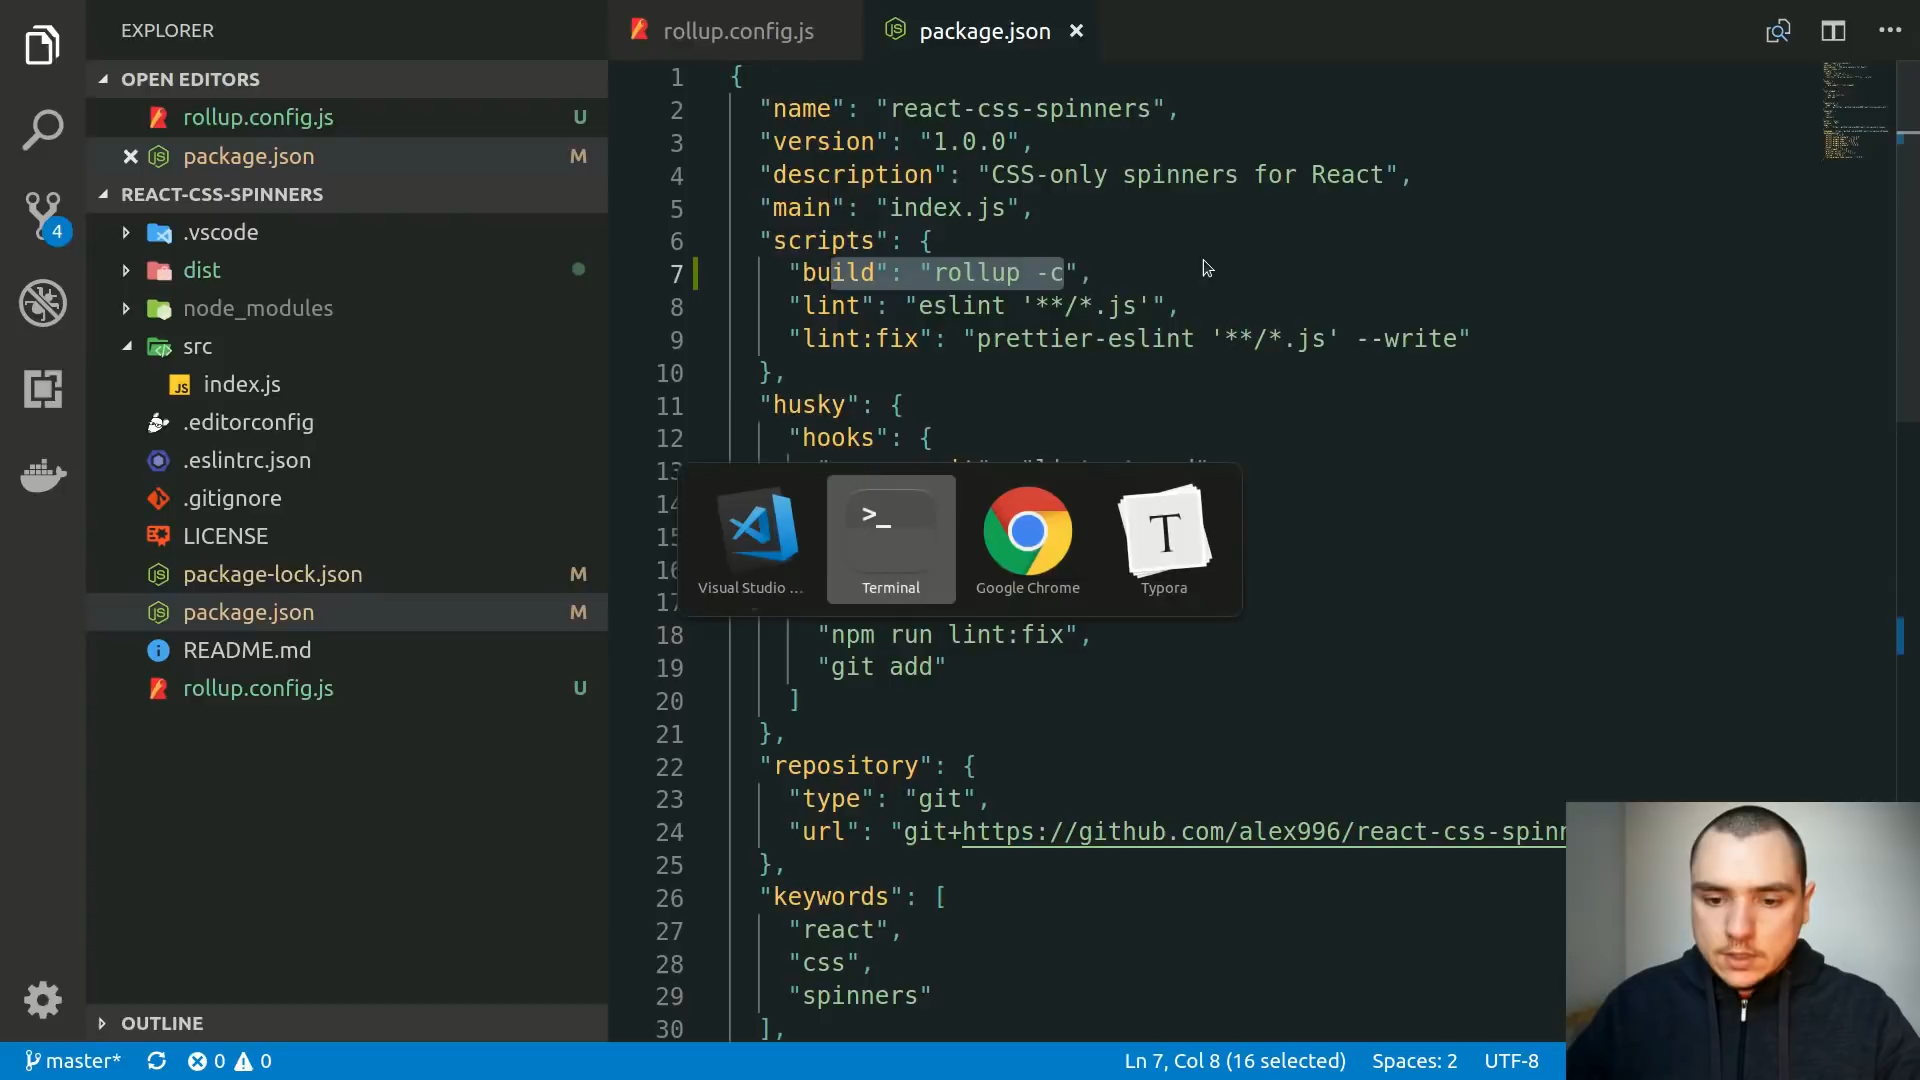 EXPLORER
OPEN EDITORS
rollup.config.js U
package.json M
REACT-CSS-SPINNERS
.vscode
dist
node_modules
src
JS index.js
.editorconfig
.eslintrc.json
.gitignore
LICENSE
package-lock.json M
package.json M
README.md
rollup.config.js U
OUTLINE
4
rollup.config.js
package.json
1 {
2 "name": "react-css-spinners",
3 "version": "1.0.0",
4 "description": "CSS-only spinners for React",
5 "main": "index.js",
6 "scripts": {
7 "build": "rollup -c",
8 "lint": "eslint '**/*.js'",
9 "lint:fix": "prettier-eslint '**/*.js' --write"
10 },
11 "husky": {
12 "hooks": {
13
14
15
16
17
>_
T
Visual Studio ...
Terminal
Google Chrome
Typora
18 "npm run lint:fix",
19 "git add"
20 ]
21 },
22 "repository": {
23 "type": "git",
24 "url": "git+https://github.com/alex996/react-css-spinn
25 },
26 "keywords": [
27 "react",
28 "css",
29 "spinners"
30 ],
master* 0 0
Ln 7, Col 8 (16 selected) Spaces: 2 UTF-8